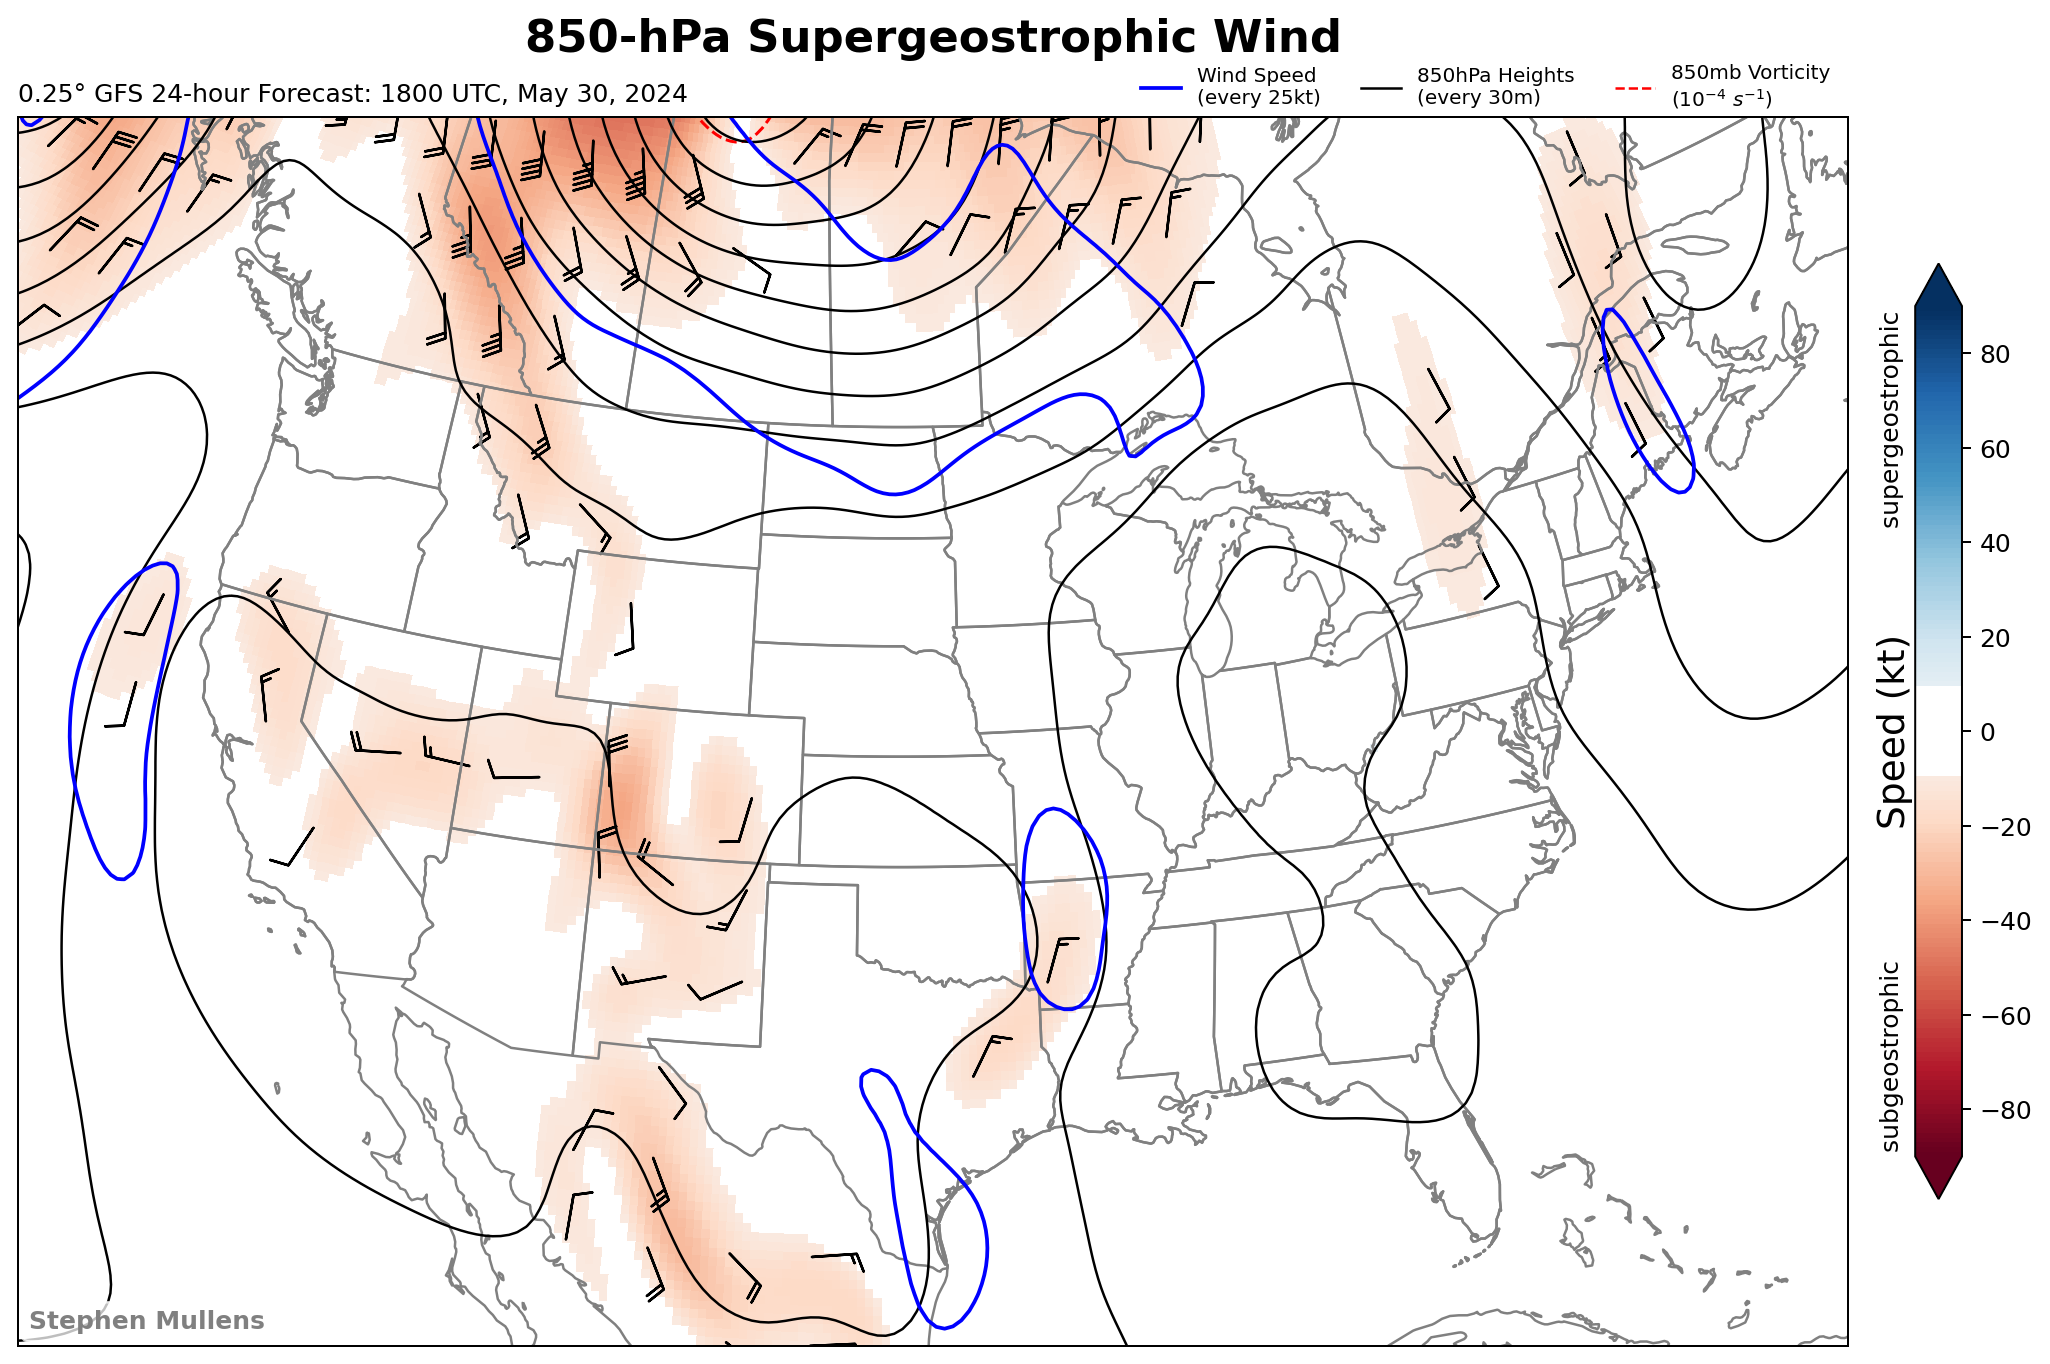 850-hPa Supergeostrophic Wind
0.25° GFS 24-hour Forecast: 1800 UTC, May 30, 2024
Wind Speed
(every 25kt)
850hPa Heights
(every 30m)
850mb Vorticity
(10⁻⁴ s⁻¹)
supergeostrophic
Speed (kt)
subgeostrophic
80
60
40
20
0
−20
−40
−60
−80
Stephen Mullens